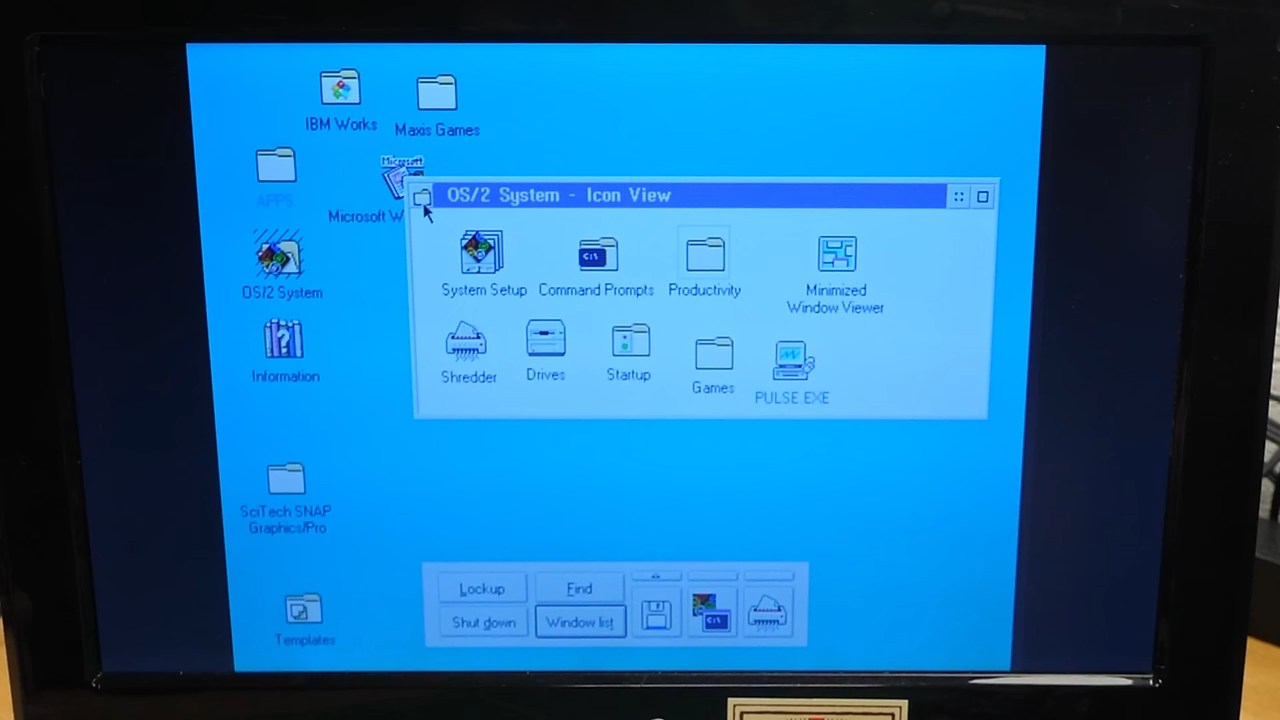 IBM Works
Maxis Games
APPS
Microsoft
Microsoft W
OS/2 System - Icon View
System Setup
Command Prompts
Productivity
Minimized
Window Viewer
OS/2 System
Shredder
Drives
Startup
Games
PULSE EXE
Information
SciTech SNAP
Graphics/Pro
Templates
Lockup
Find
Shut down
Window list